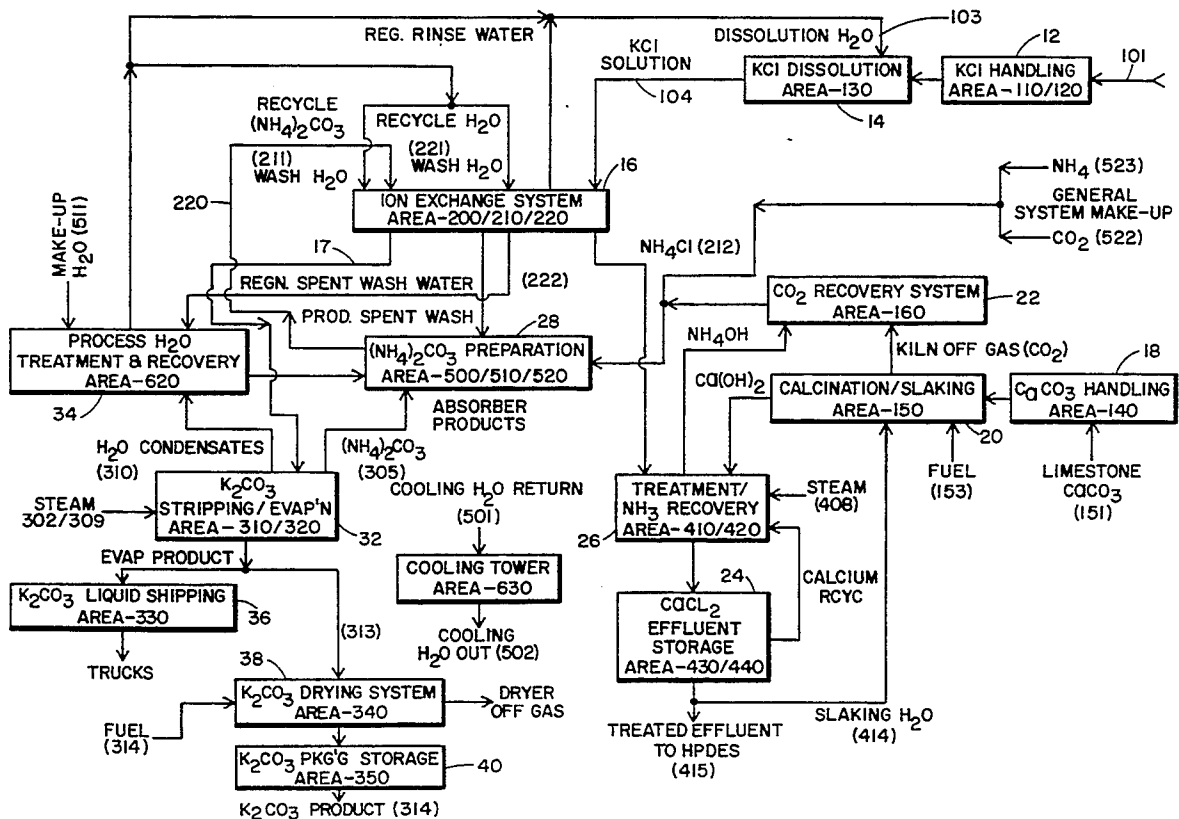 REG. RINSE WATER
DISSOLUTION H₂O
103
KCl
SOLUTION
104
KCl DISSOLUTION
AREA-130
14
12
KCl HANDLING
AREA-110/120
101
RECYCLE
(NH4)₂CO₃
(211)
WASH H₂O
RECYCLE H₂O
(221)
WASH H₂O
16
ION EXCHANGE SYSTEM
AREA-200/210/220
220
17
MAKE-UP
H₂O (511)
NH₄ (523)
GENERAL
SYSTEM MAKE-UP
CO₂ (522)
NH₄Cl (212)
REGN. SPENT WASH WATER
(222)
PROD. SPENT WASH
28
PROCESS H₂O
TREATMENT & RECOVERY
AREA-620
34
(NH₄)₂CO₃ PREPARATION
AREA-500/510/520
ABSORBER
PRODUCTS
CO₂ RECOVERY SYSTEM
AREA-160
22
NH₄OH
KILN OFF GAS (CO₂)
Ca(OH)₂
CALCINATION/SLAKING
AREA-150
20
18
CaCO₃ HANDLING
AREA-140
FUEL
(153)
LIMESTONE
CaCO₃
(151)
H₂O CONDENSATES
(310)
(NH₄)₂CO₃
(305)
STEAM
302/309
K₂CO₃
STRIPPING/EVAP'N
AREA-310/320
32
COOLING H₂O RETURN
(501)
COOLING TOWER
AREA-630
COOLING
H₂O OUT (502)
TREATMENT/
NH₃ RECOVERY
AREA-410/420
26
STEAM
(408)
24
CaCL₂
EFFLUENT
STORAGE
AREA-430/440
CALCIUM
RCYC
EVAP PRODUCT
K₂CO₃ LIQUID SHIPPING
AREA-330
36
TRUCKS
(313)
38
K₂CO₃ DRYING SYSTEM
AREA-340
FUEL
(314)
DRYER
OFF GAS
K₂CO₃ PKG'G STORAGE
AREA-350
40
K₂CO₃ PRODUCT (314)
SLAKING H₂O
(414)
TREATED EFFLUENT
TO HPDES
(415)